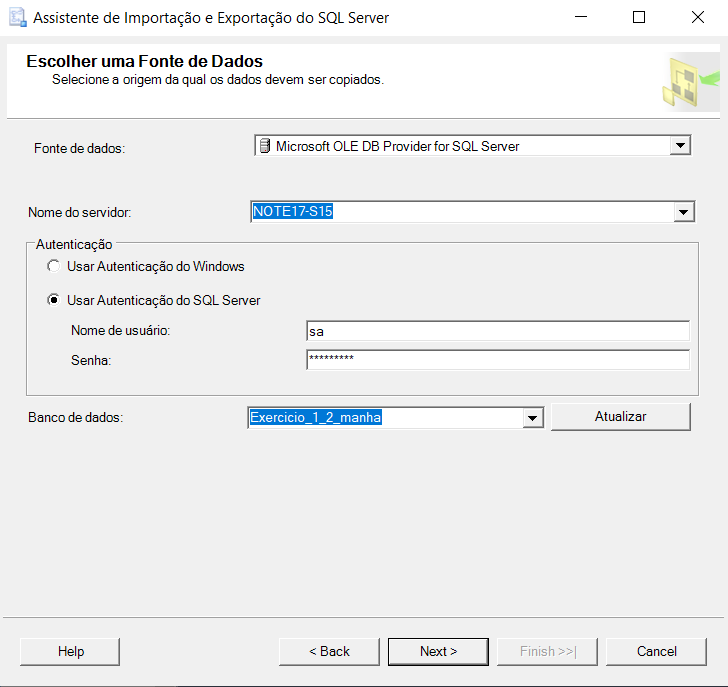 Assistente de Importação e Exportação do SQL Server
Escolher uma Fonte de Dados
Selecione a origem da qual os dados devem ser copiados.
Fonte de dados: Microsoft OLE DB Provider for SQL Server
Nome do servidor: NOTE17-S15
Autenticação
Usar Autenticação do Windows
Usar Autenticação do SQL Server
Nome de usuário: sa
Senha: *********
Banco de dados: Exercicio_1_2_manha Atualizar
Help < Back Next > Finish >>| Cancel